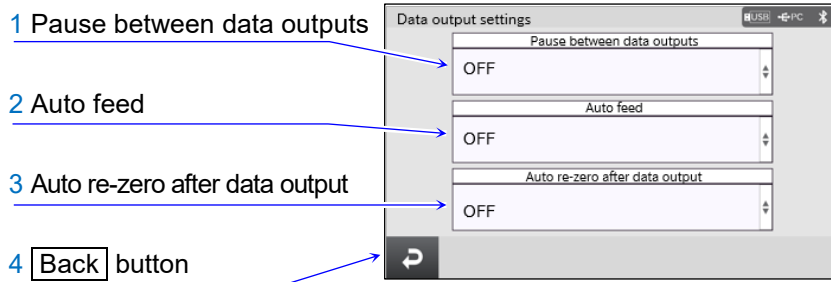 1 Pause between data outputs
2 Auto feed
3 Auto re-zero after data output
4 Back button
Data output settings
USB PC
Pause between data outputs
OFF
Auto feed
OFF
Auto re-zero after data output
OFF